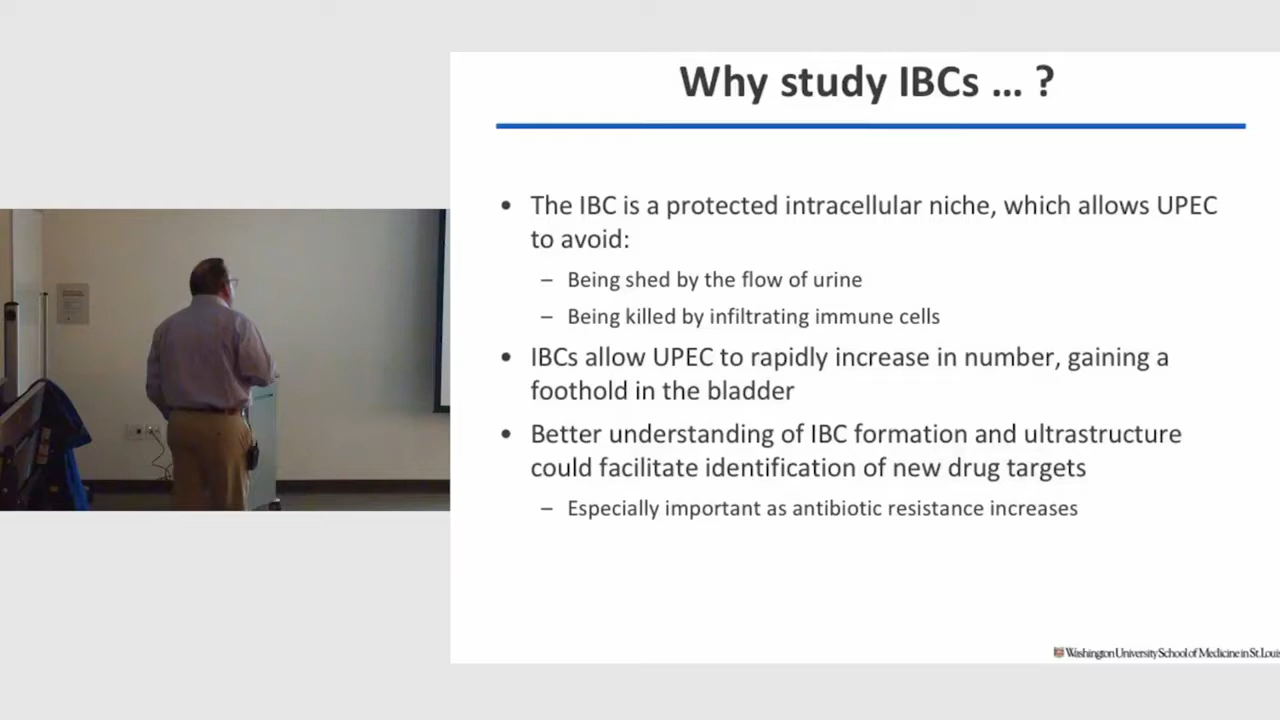 Why study IBCs ... ?
• The IBC is a protected intracellular niche, which allows UPEC
to avoid:
– Being shed by the flow of urine
– Being killed by infiltrating immune cells
• IBCs allow UPEC to rapidly increase in number, gaining a
foothold in the bladder
• Better understanding of IBC formation and ultrastructure
could facilitate identification of new drug targets
– Especially important as antibiotic resistance increases
Washington University School of Medicine in St. Louis